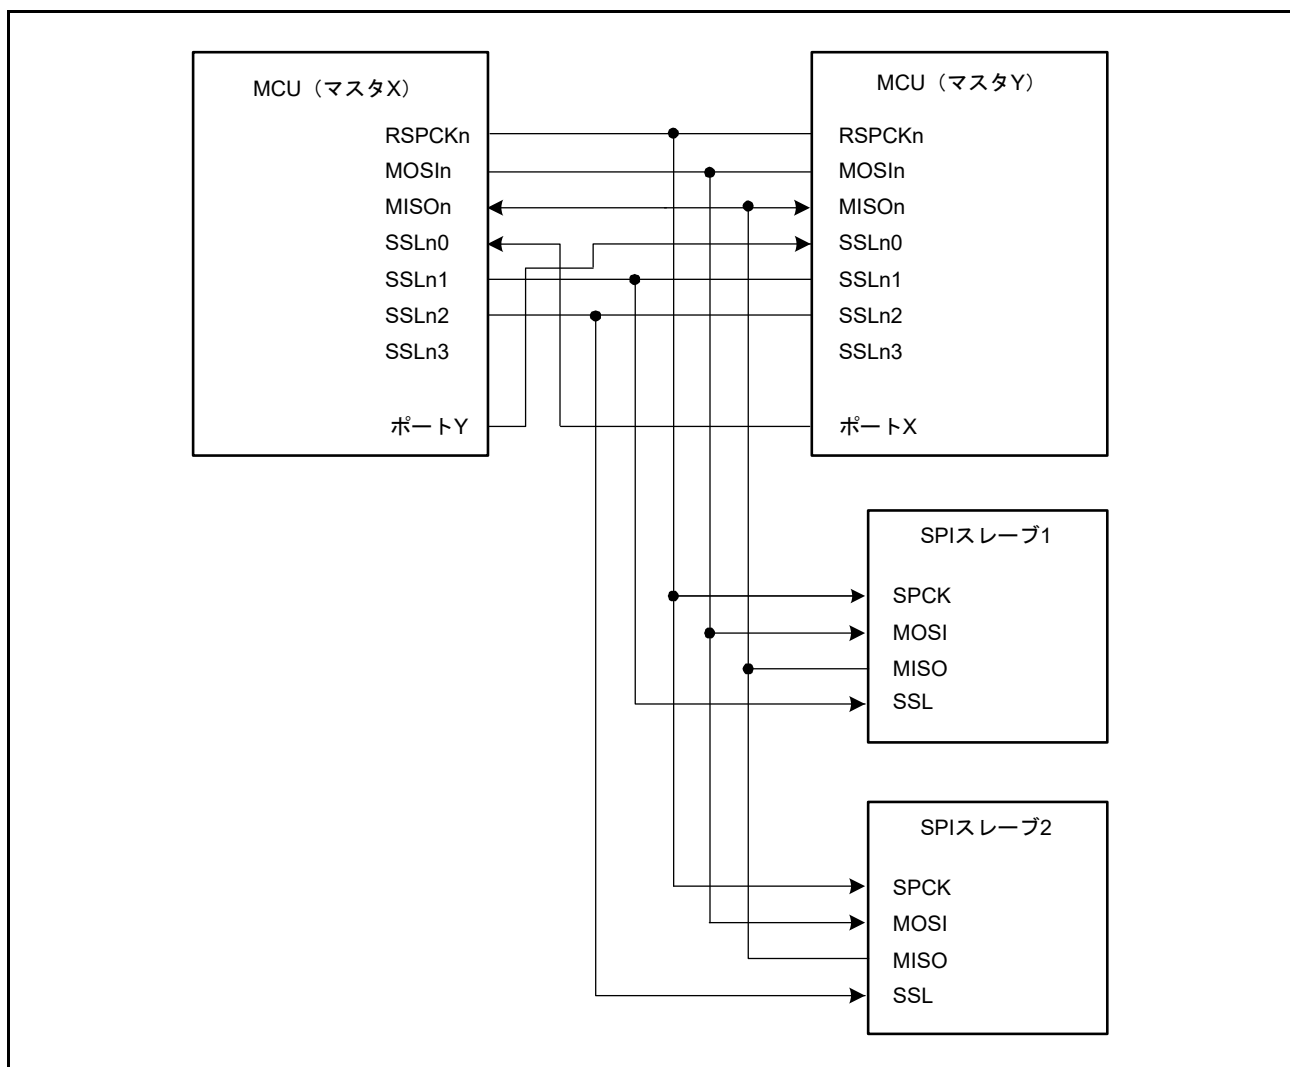 MCU（マスタX）
RSPCKn
MOSIn
MISOn
SSLn0
SSLn1
SSLn2
SSLn3
ポートY
MCU（マスタY）
RSPCKn
MOSIn
MISOn
SSLn0
SSLn1
SSLn2
SSLn3
ポートX
SPIスレーブ1
SPCK
MOSI
MISO
SSL
SPIスレーブ2
SPCK
MOSI
MISO
SSL